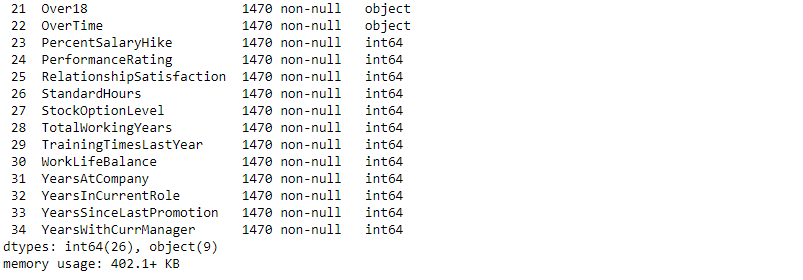 21  Over18                    1470 non-null   object
22  OverTime                  1470 non-null   object
23  PercentSalaryHike         1470 non-null   int64
24  PerformanceRating         1470 non-null   int64
25  RelationshipSatisfaction  1470 non-null   int64
26  StandardHours             1470 non-null   int64
27  StockOptionLevel          1470 non-null   int64
28  TotalWorkingYears         1470 non-null   int64
29  TrainingTimesLastYear     1470 non-null   int64
30  WorkLifeBalance           1470 non-null   int64
31  YearsAtCompany            1470 non-null   int64
32  YearsInCurrentRole        1470 non-null   int64
33  YearsSinceLastPromotion   1470 non-null   int64
34  YearsWithCurrManager      1470 non-null   int64
dtypes: int64(26), object(9)
memory usage: 402.1+ KB